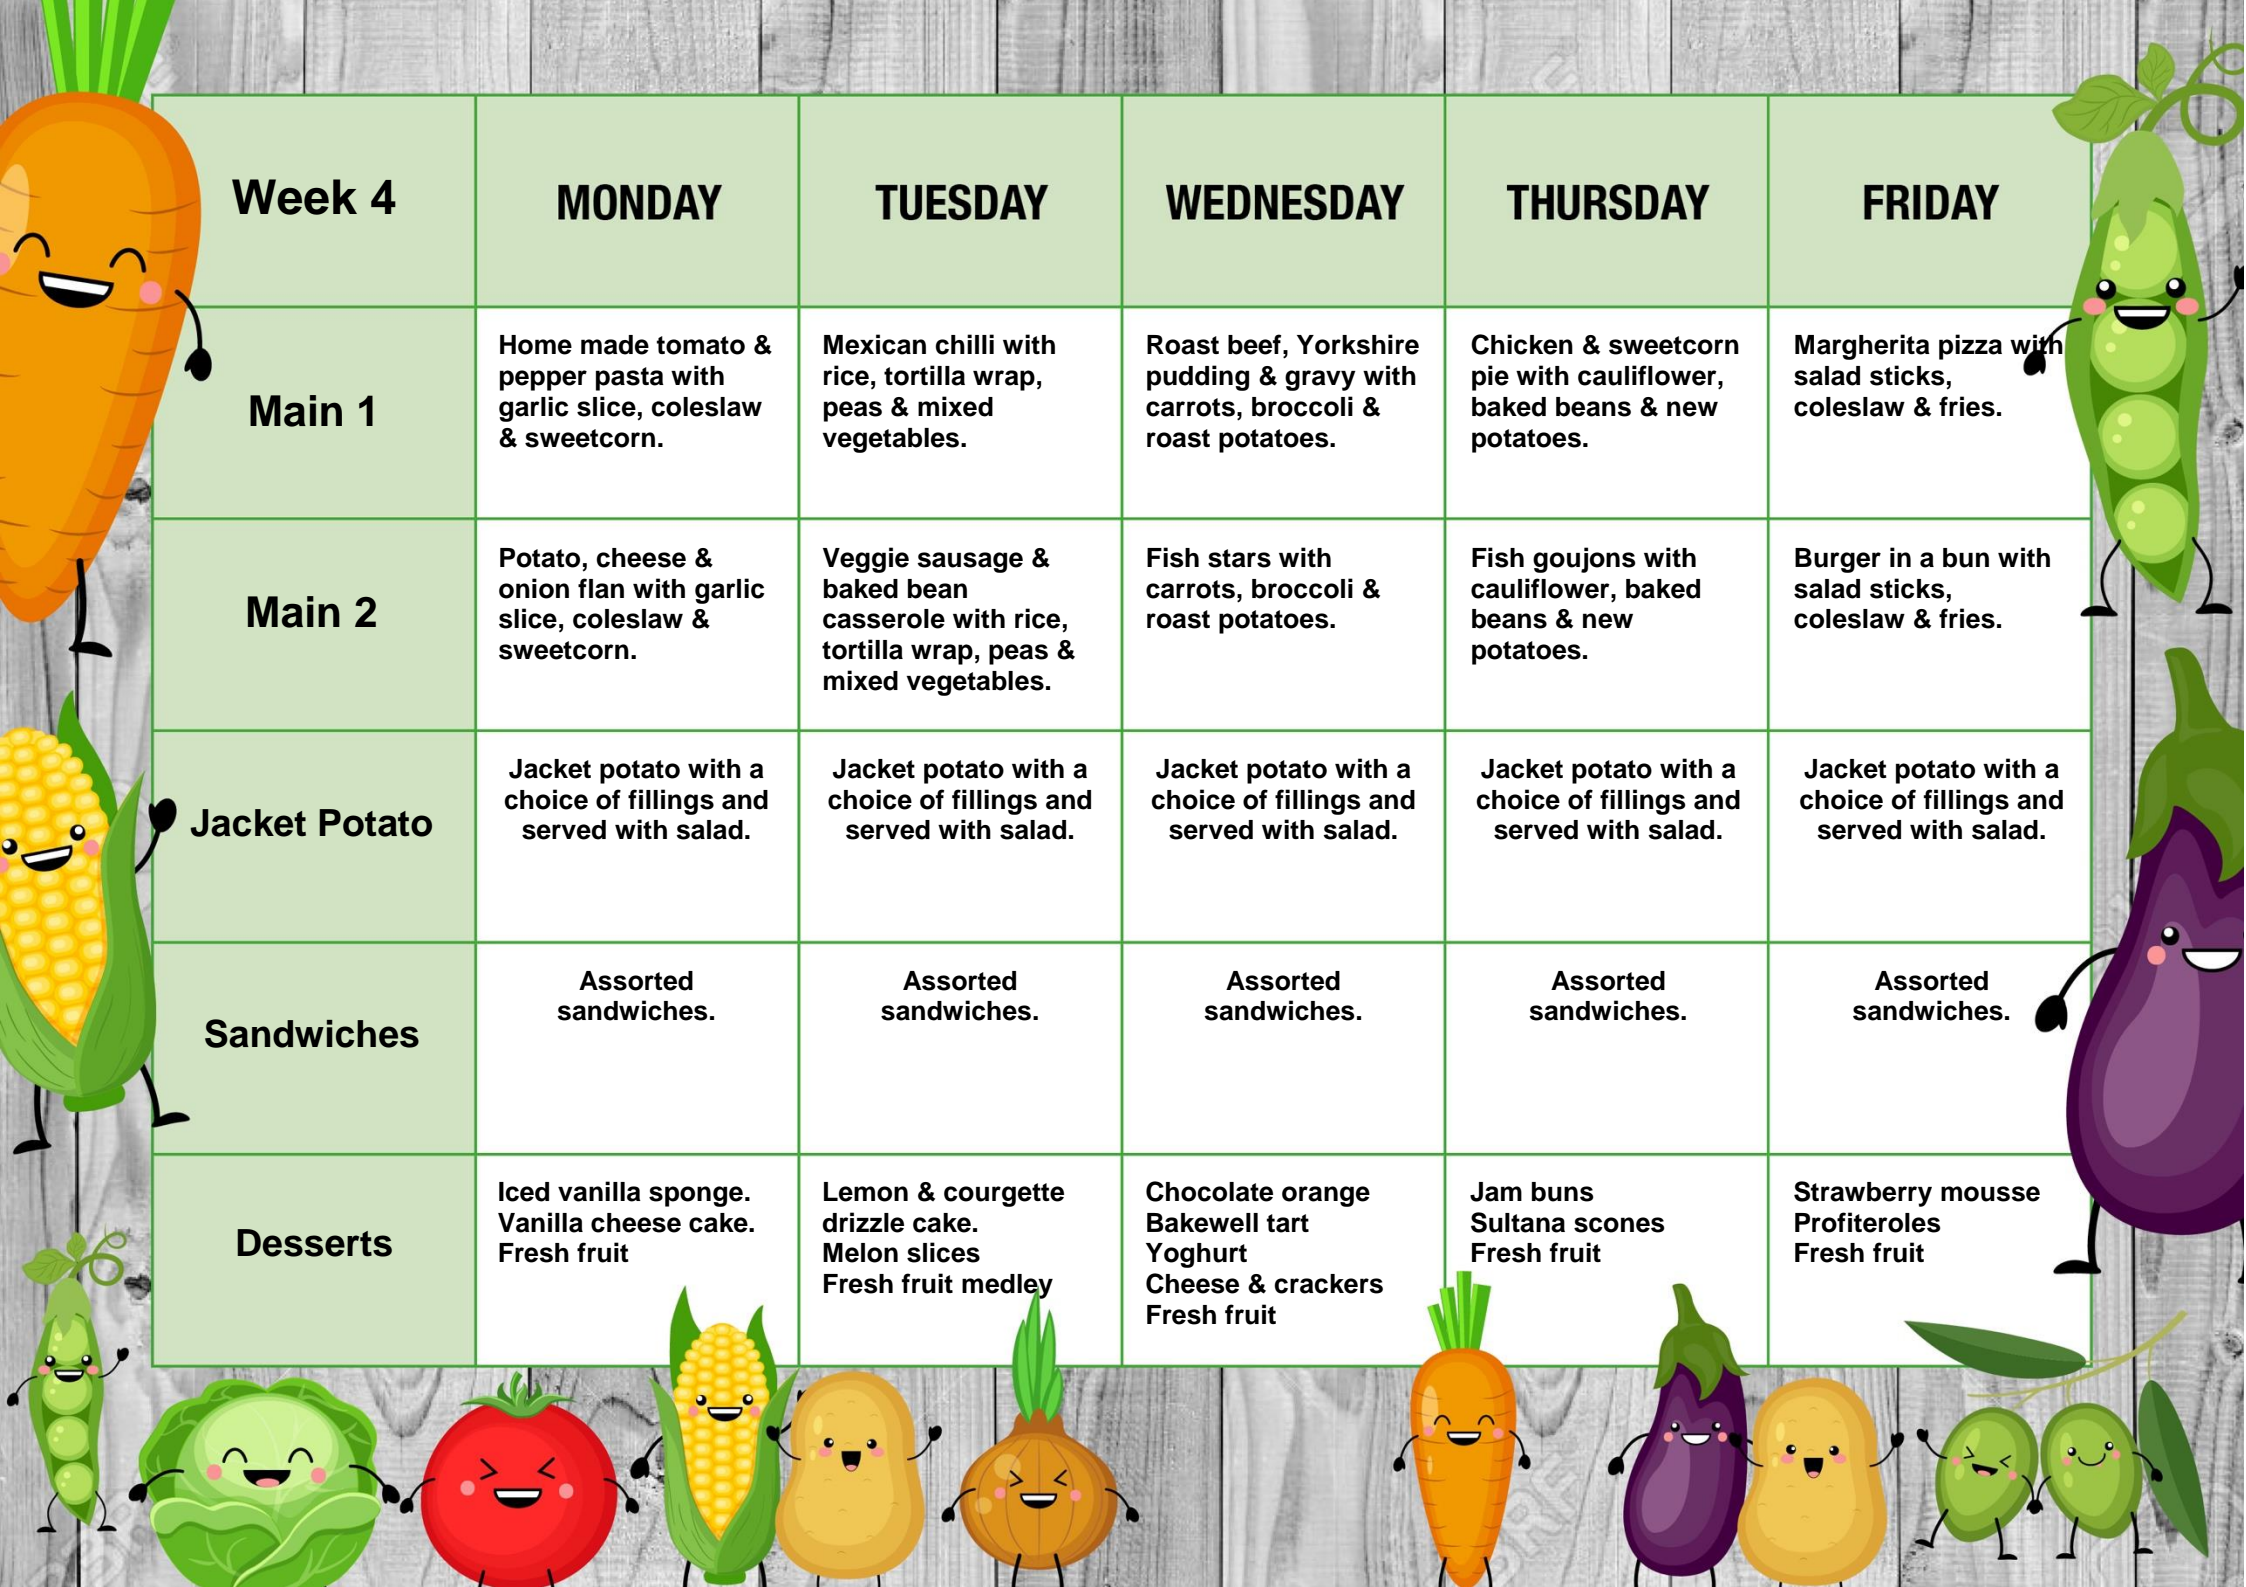 Week 4
MONDAY
TUESDAY
WEDNESDAY
THURSDAY
FRIDAY
Main 1
Home made tomato &
pepper pasta with
garlic slice, coleslaw
& sweetcorn.
Mexican chilli with
rice, tortilla wrap,
peas & mixed
vegetables.
Roast beef, Yorkshire
pudding & gravy with
carrots, broccoli &
roast potatoes.
Chicken & sweetcorn
pie with cauliflower,
baked beans & new
potatoes.
Margherita pizza with
salad sticks,
coleslaw & fries.
Main 2
Potato, cheese &
onion flan with garlic
slice, coleslaw &
sweetcorn.
Veggie sausage &
baked bean
casserole with rice,
tortilla wrap, peas &
mixed vegetables.
Fish stars with
carrots, broccoli &
roast potatoes.
Fish goujons with
cauliflower, baked
beans & new
potatoes.
Burger in a bun with
salad sticks,
coleslaw & fries.
Jacket Potato
Jacket potato with a
choice of fillings and
served with salad.
Jacket potato with a
choice of fillings and
served with salad.
Jacket potato with a
choice of fillings and
served with salad.
Jacket potato with a
choice of fillings and
served with salad.
Jacket potato with a
choice of fillings and
served with salad.
Sandwiches
Assorted
sandwiches.
Assorted
sandwiches.
Assorted
sandwiches.
Assorted
sandwiches.
Assorted
sandwiches.
Desserts
Iced vanilla sponge.
Vanilla cheese cake.
Fresh fruit
Lemon & courgette
drizzle cake.
Melon slices
Fresh fruit medley
Chocolate orange
Bakewell tart
Yoghurt
Cheese & crackers
Fresh fruit
Jam buns
Sultana scones
Fresh fruit
Strawberry mousse
Profiteroles
Fresh fruit